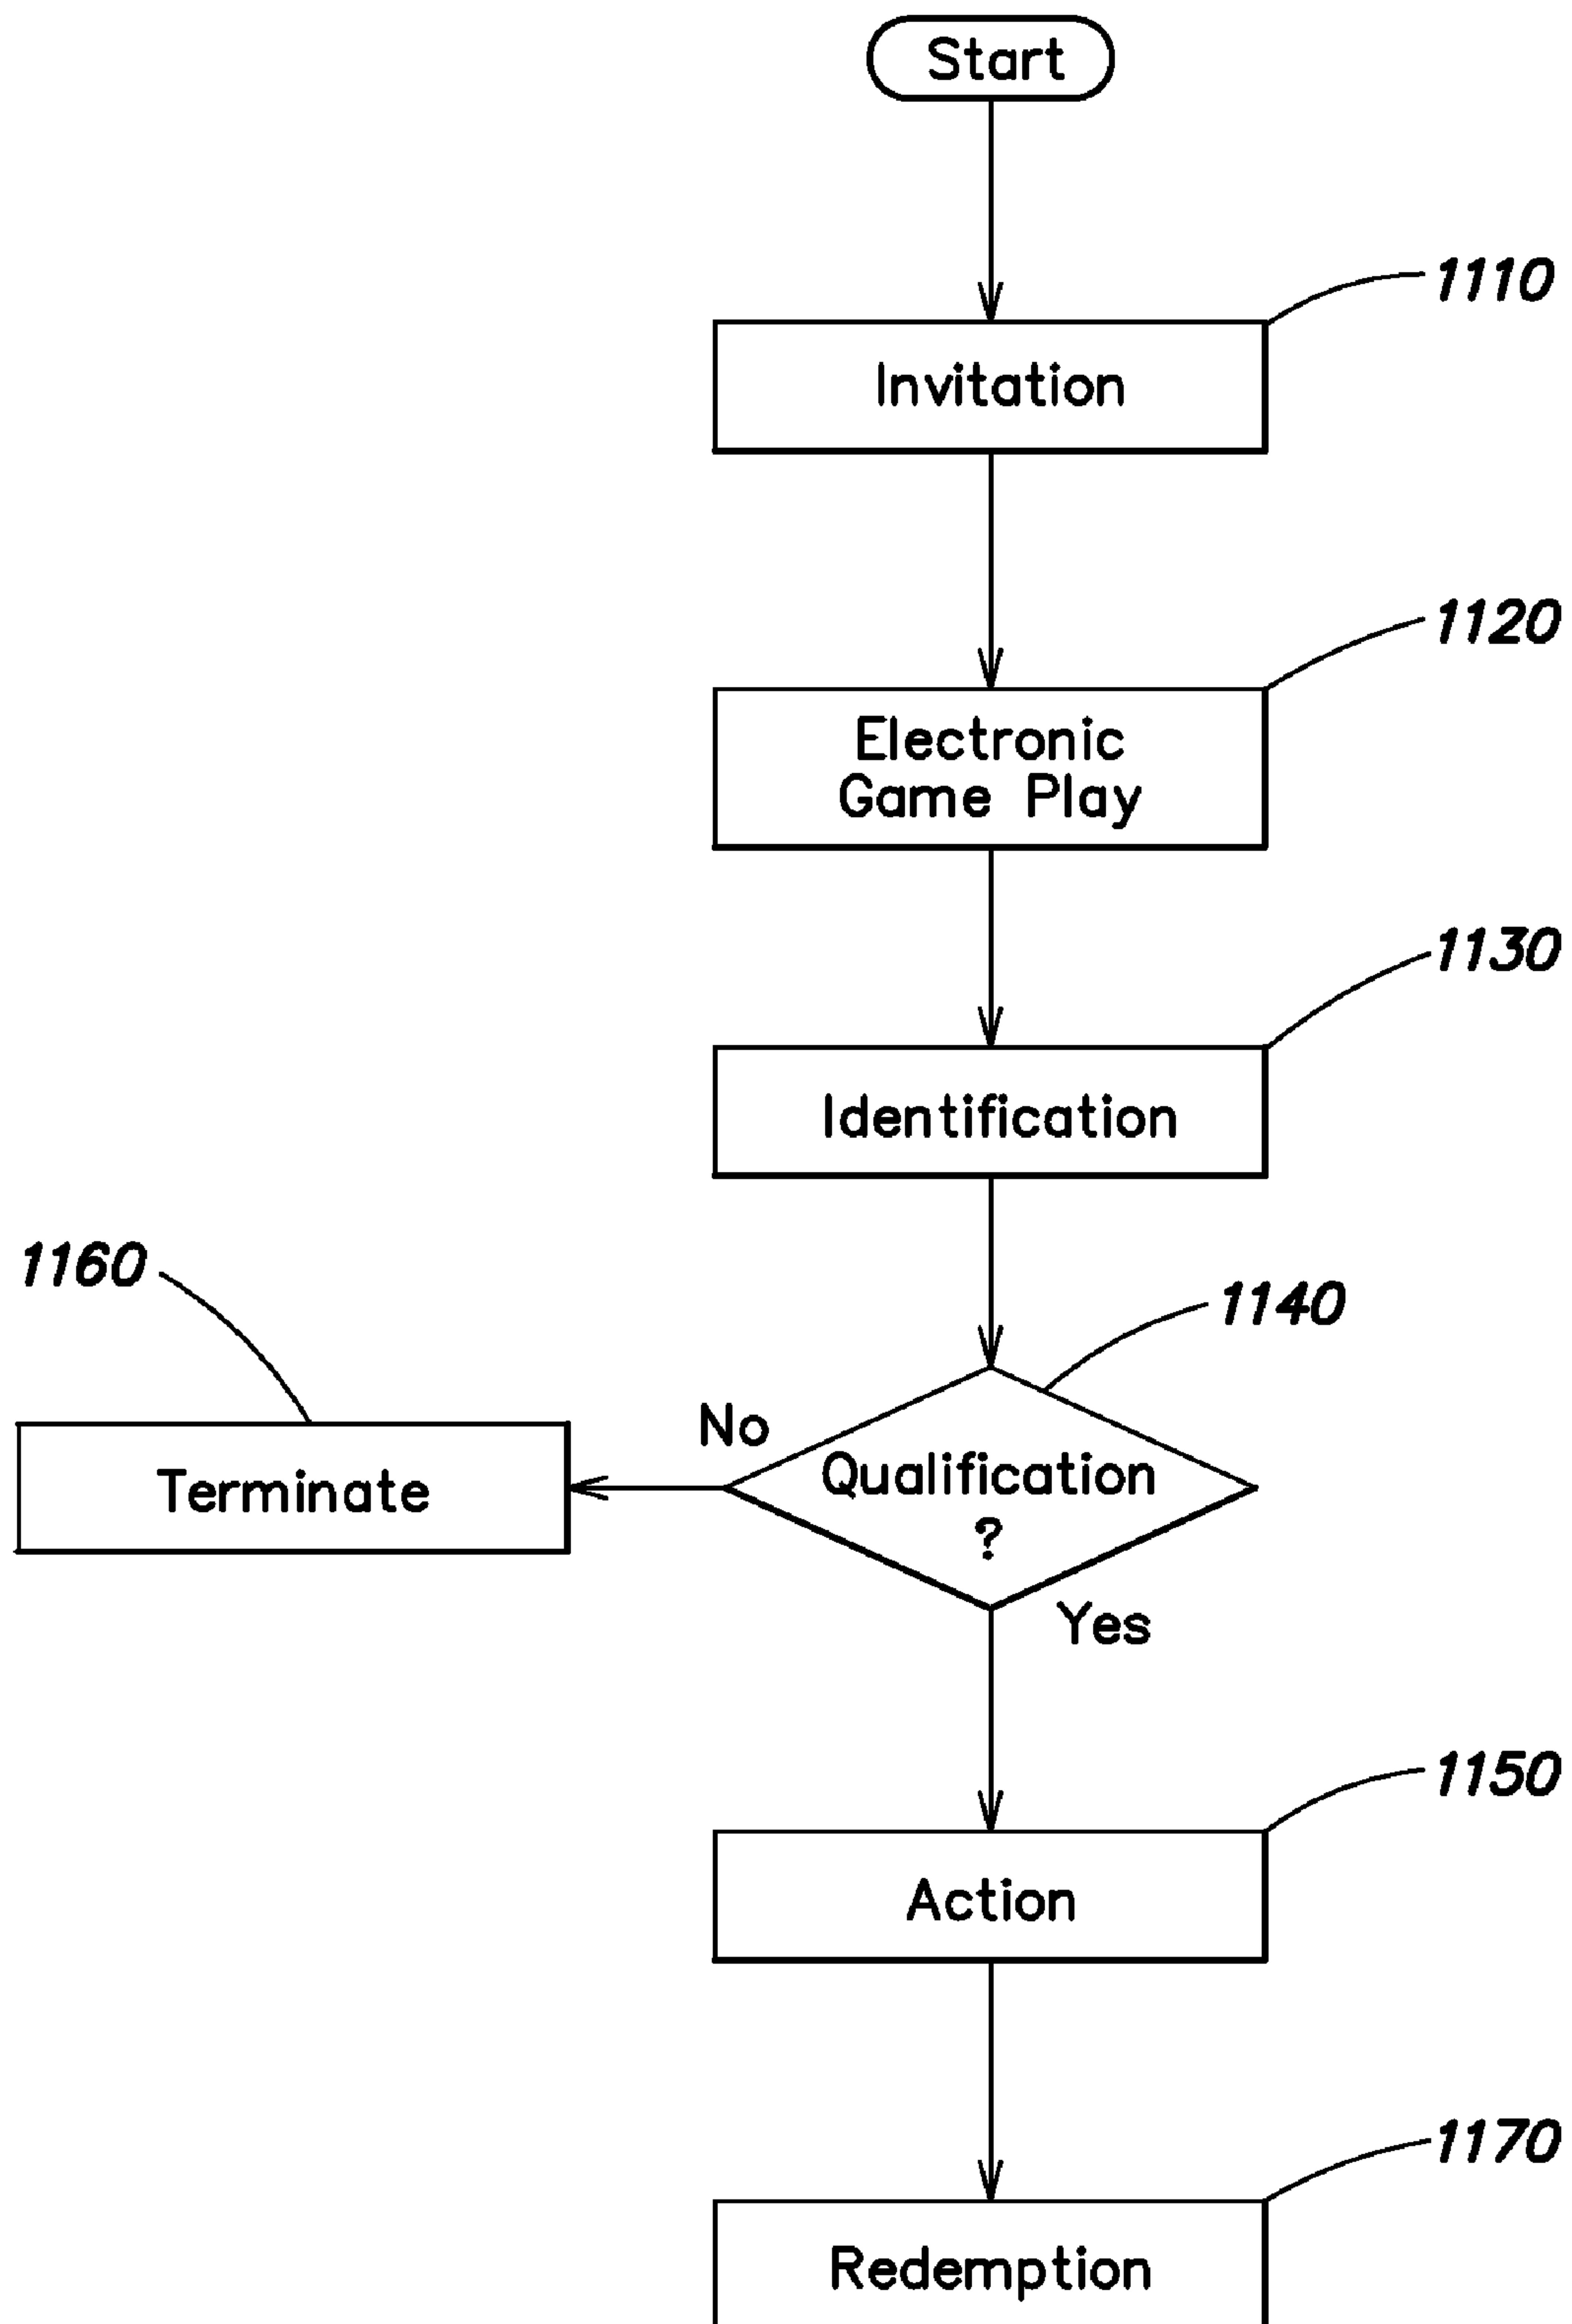 Start
1110
Invitation
1120
Electronic
Game Play
1130
Identification
1160
1140
No
Qualification
?
Terminate
Yes
1150
Action
1170
Redemption